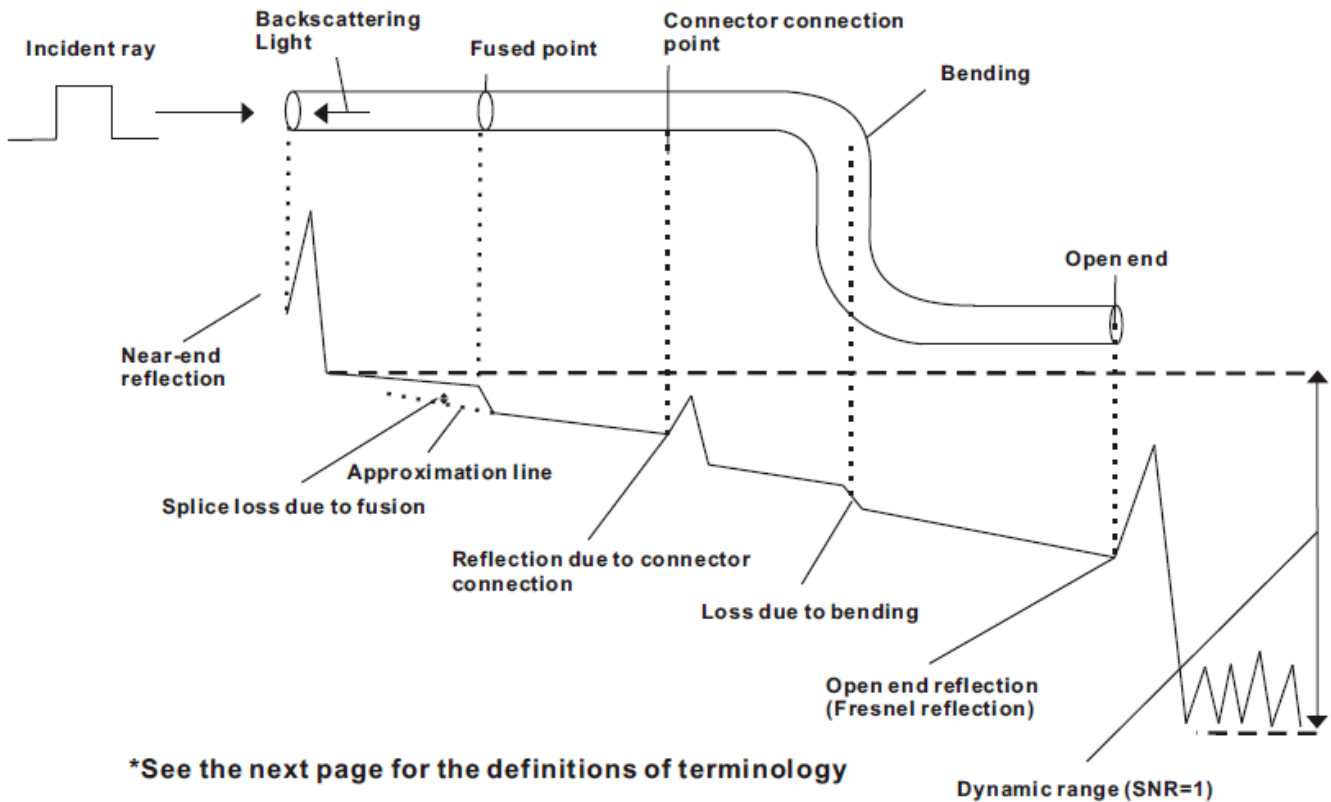 Incident ray
Backscattering
Light
Fused point
Connector connection
point
Bending
Open end
Near-end
reflection
Approximation line
Splice loss due to fusion
Reflection due to connector
connection
Loss due to bending
Open end reflection
(Fresnel reflection)
*See the next page for the definitions of terminology
Dynamic range (SNR=1)